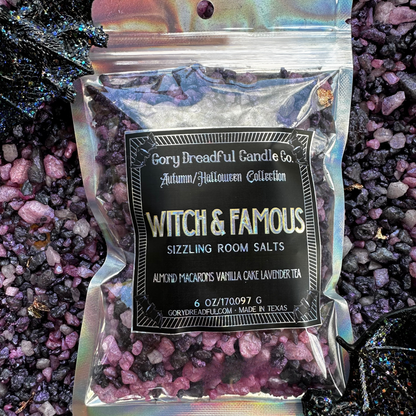 Gory Dreadful Candle Co.
Autumn/Halloween Collection
WITCH & FAMOUS
SIZZLING ROOM SALTS
ALMOND MACARONS VANILLA CAKE LAVENDER TEA
6 OZ/170.097 G
GORYDREADFUL.COM · MADE IN TEXAS